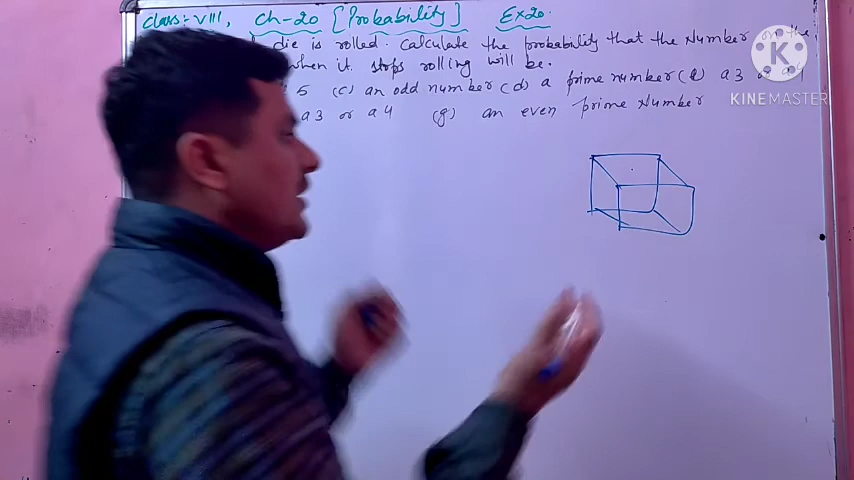 Class:- VIII, Ch-20 [Probability] Ex20.
die is rolled. Calculate the probability that the Number on the
when it stops rolling will be.
5 (c) an odd number (d) a prime number (e) a 3 or a 4
a 3 or a 4 (g) an even prime Number
K
KINEMASTER